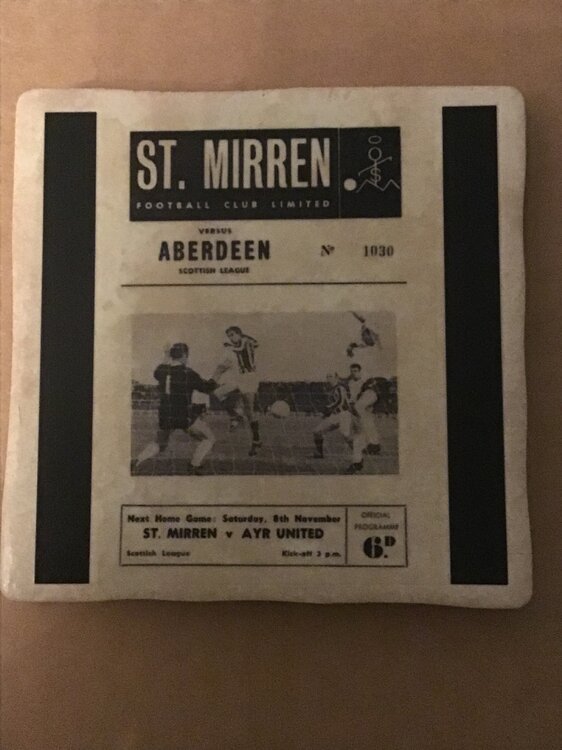 ST. MIRREN
FOOTBALL CLUB LIMITED
VERSUS
ABERDEEN
SCOTTISH LEAGUE
Nº 1030
1
Next Home Game: Saturday, 8th November
ST. MIRREN v AYR UNITED
Scottish League Kick-off 3 p.m.
OFFICIAL
PROGRAMME
6D.